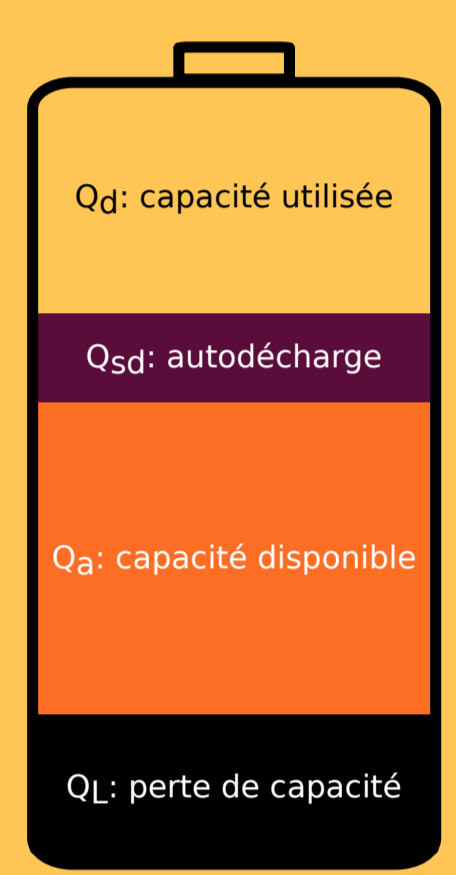 Qd: capacité utilisée
Qsd: autodécharge
Qa: capacité disponible
QL: perte de capacité